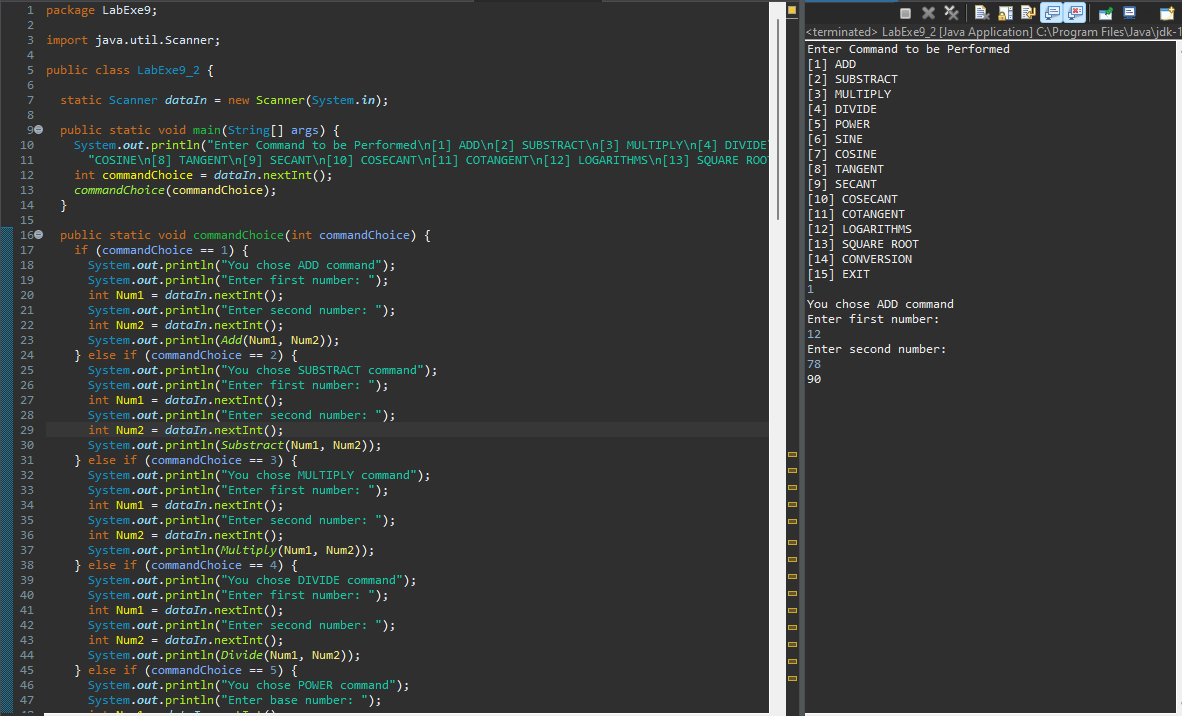 1 package LabExe9;
2
3 import java.util.Scanner;
4
5 public class LabExe9_2 {
6
7 static Scanner dataIn = new Scanner(System.in);
8
9 public static void main(String[] args) {
10 System.out.println("Enter Command to be Performed\n[1] ADD\n[2] SUBSTRACT\n[3] MULTIPLY\n[4] DIVIDE
11 "COSINE\n[8] TANGENT\n[9] SECANT\n[10] COSECANT\n[11] COTANGENT\n[12] LOGARITHMS\n[13] SQUARE ROO
12 int commandChoice = dataIn.nextInt();
13 commandChoice(commandChoice);
14 }
15
16 public static void commandChoice(int commandChoice) {
17 if (commandChoice == 1) {
18 System.out.println("You chose ADD command");
19 System.out.println("Enter first number: ");
20 int Num1 = dataIn.nextInt();
21 System.out.println("Enter second number: ");
22 int Num2 = dataIn.nextInt();
23 System.out.println(Add(Num1, Num2));
24 } else if (commandChoice == 2) {
25 System.out.println("You chose SUBSTRACT command");
26 System.out.println("Enter first number: ");
27 int Num1 = dataIn.nextInt();
28 System.out.println("Enter second number: ");
29 int Num2 = dataIn.nextInt();
30 System.out.println(Substract(Num1, Num2));
31 } else if (commandChoice == 3) {
32 System.out.println("You chose MULTIPLY command");
33 System.out.println("Enter first number: ");
34 int Num1 = dataIn.nextInt();
35 System.out.println("Enter second number: ");
36 int Num2 = dataIn.nextInt();
37 System.out.println(Multiply(Num1, Num2));
38 } else if (commandChoice == 4) {
39 System.out.println("You chose DIVIDE command");
40 System.out.println("Enter first number: ");
41 int Num1 = dataIn.nextInt();
42 System.out.println("Enter second number: ");
43 int Num2 = dataIn.nextInt();
44 System.out.println(Divide(Num1, Num2));
45 } else if (commandChoice == 5) {
46 System.out.println("You chose POWER command");
47 System.out.println("Enter base number: ");
<terminated> LabExe9_2 [Java Application] C:\Program Files\Java\jdk-1
Enter Command to be Performed
[1] ADD
[2] SUBSTRACT
[3] MULTIPLY
[4] DIVIDE
[5] POWER
[6] SINE
[7] COSINE
[8] TANGENT
[9] SECANT
[10] COSECANT
[11] COTANGENT
[12] LOGARITHMS
[13] SQUARE ROOT
[14] CONVERSION
[15] EXIT
1
You chose ADD command
Enter first number:
12
Enter second number:
78
90